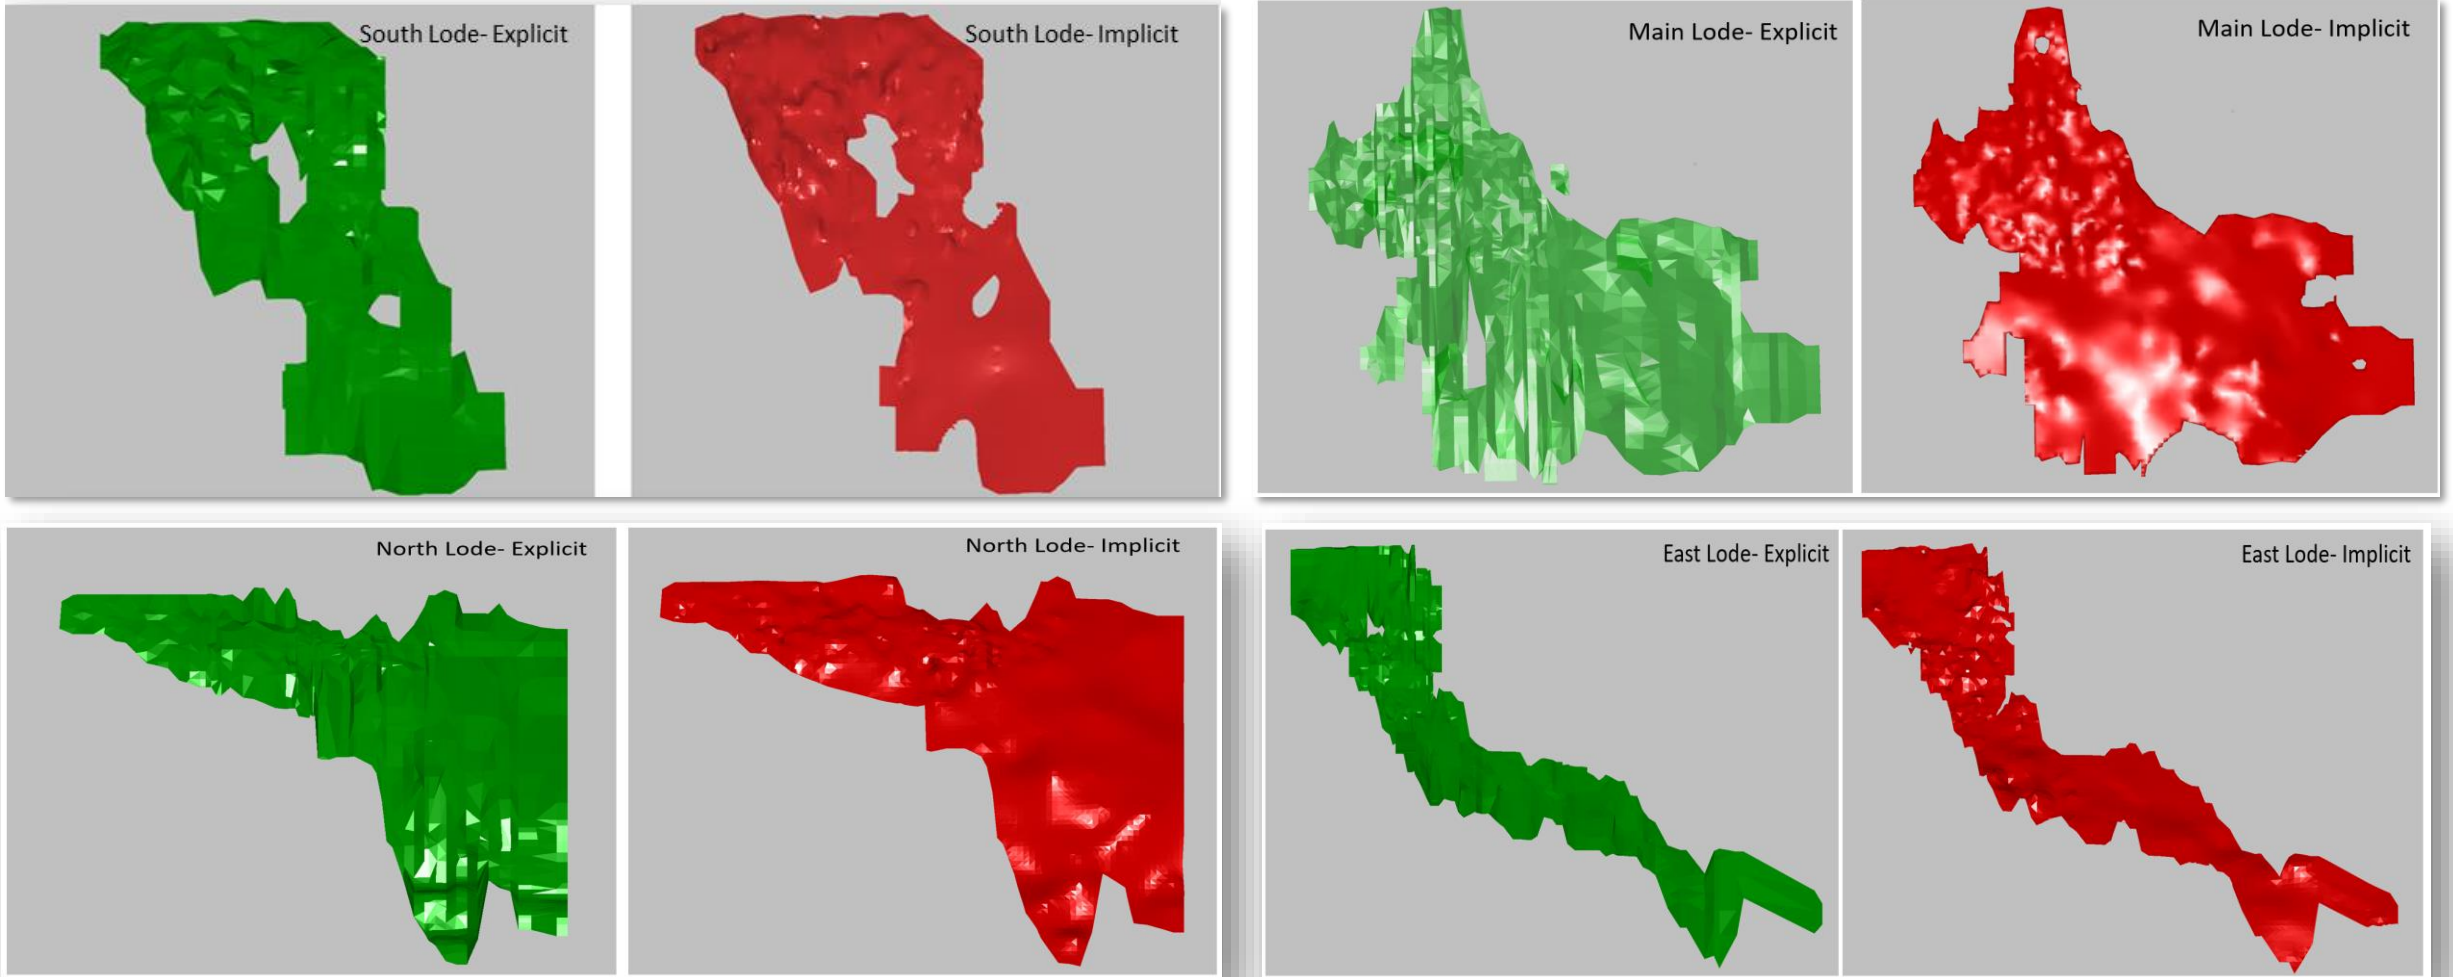 South Lode- Explicit
South Lode- Implicit
Main Lode- Explicit
Main Lode- Implicit
North Lode- Explicit
North Lode- Implicit
East Lode- Explicit
East Lode- Implicit